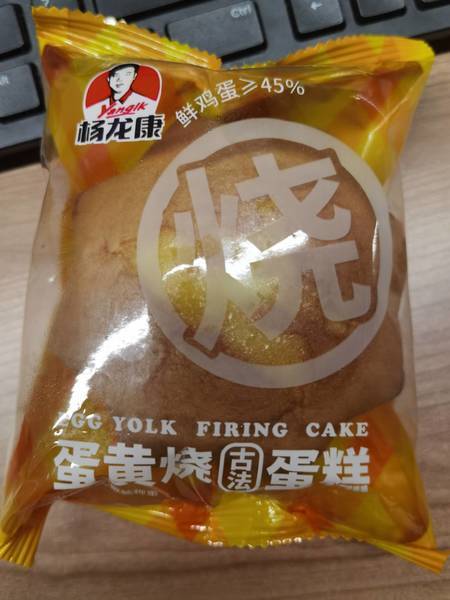 Yanglk
杨龙康
鲜鸡蛋≥45%
烧
EGG YOLK FIRING CAKE
蛋黄烧古法蛋糕